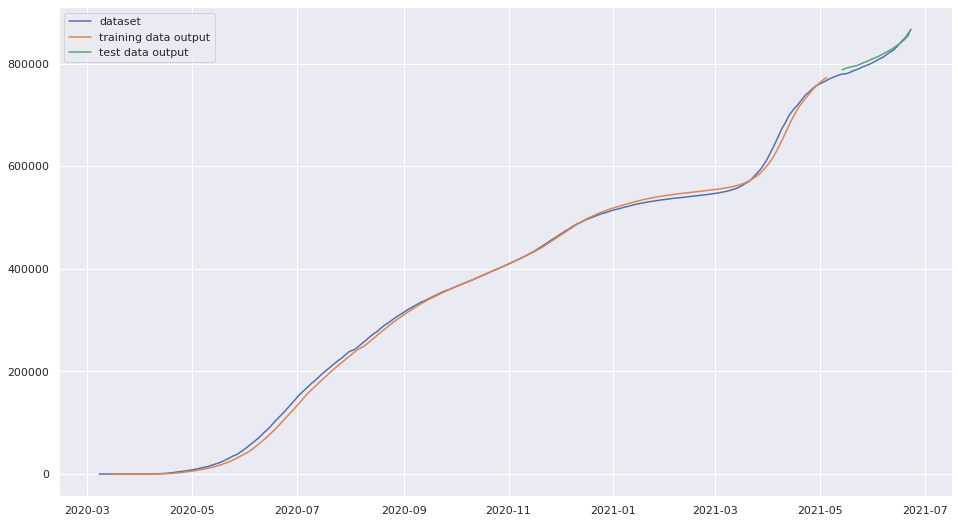 dataset
training data output
test data output
800000
600000
400000
200000
0
2020-03 2020-05 2020-07 2020-09 2020-11 2021-01 2021-03 2021-05 2021-07